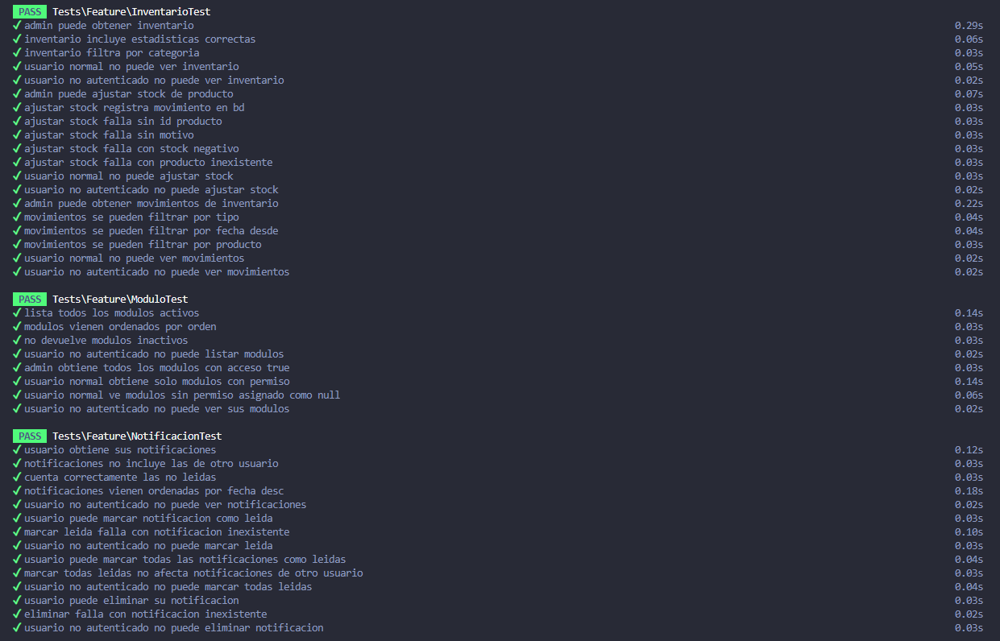 PASS Tests\Feature\InventarioTest
✓ admin puede obtener inventario 0.29s
✓ inventario incluye estadisticas correctas 0.06s
✓ inventario filtra por categoria 0.03s
✓ usuario normal no puede ver inventario 0.05s
✓ usuario no autenticado no puede ver inventario 0.02s
✓ admin puede ajustar stock de producto 0.07s
✓ ajustar stock registra movimiento en bd 0.03s
✓ ajustar stock falla sin id producto 0.03s
✓ ajustar stock falla sin motivo 0.03s
✓ ajustar stock falla con stock negativo 0.03s
✓ ajustar stock falla con producto inexistente 0.03s
✓ usuario normal no puede ajustar stock 0.03s
✓ usuario no autenticado no puede ajustar stock 0.02s
✓ admin puede obtener movimientos de inventario 0.22s
✓ movimientos se pueden filtrar por tipo 0.04s
✓ movimientos se pueden filtrar por fecha desde 0.04s
✓ movimientos se pueden filtrar por producto 0.03s
✓ usuario normal no puede ver movimientos 0.02s
✓ usuario no autenticado no puede ver movimientos 0.02s
PASS Tests\Feature\ModuloTest
✓ lista todos los modulos activos 0.14s
✓ modulos vienen ordenados por orden 0.03s
✓ no devuelve modulos inactivos 0.03s
✓ usuario no autenticado no puede listar modulos 0.02s
✓ admin obtiene todos los modulos con acceso true 0.03s
✓ usuario normal obtiene solo modulos con permiso 0.14s
✓ usuario normal ve modulos sin permiso asignado como null 0.06s
✓ usuario no autenticado no puede ver sus modulos 0.02s
PASS Tests\Feature\NotificacionTest
✓ usuario obtiene sus notificaciones 0.12s
✓ notificaciones no incluye las de otro usuario 0.03s
✓ cuenta correctamente las no leidas 0.03s
✓ notificaciones vienen ordenadas por fecha desc 0.18s
✓ usuario no autenticado no puede ver notificaciones 0.02s
✓ usuario puede marcar notificacion como leida 0.03s
✓ marcar leida falla con notificacion inexistente 0.10s
✓ usuario no autenticado no puede marcar leida 0.03s
✓ usuario puede marcar todas las notificaciones como leidas 0.04s
✓ marcar todas leidas no afecta notificaciones de otro usuario 0.03s
✓ usuario no autenticado no puede marcar todas leidas 0.04s
✓ usuario puede eliminar su notificacion 0.03s
✓ eliminar falla con notificacion inexistente 0.02s
✓ usuario no autenticado no puede eliminar notificacion 0.03s